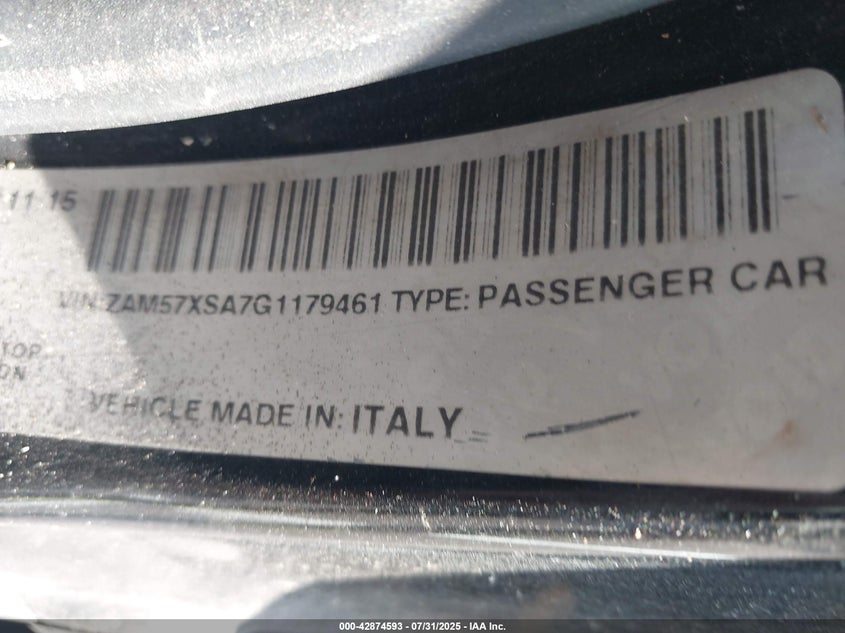 11.15
VIN:ZAM57XSA7G1179461 TYPE: PASSENGER CAR
TOP
ON
VEHICLE MADE IN: ITALY
000-42874593 - 07/31/2025 - IAA Inc.